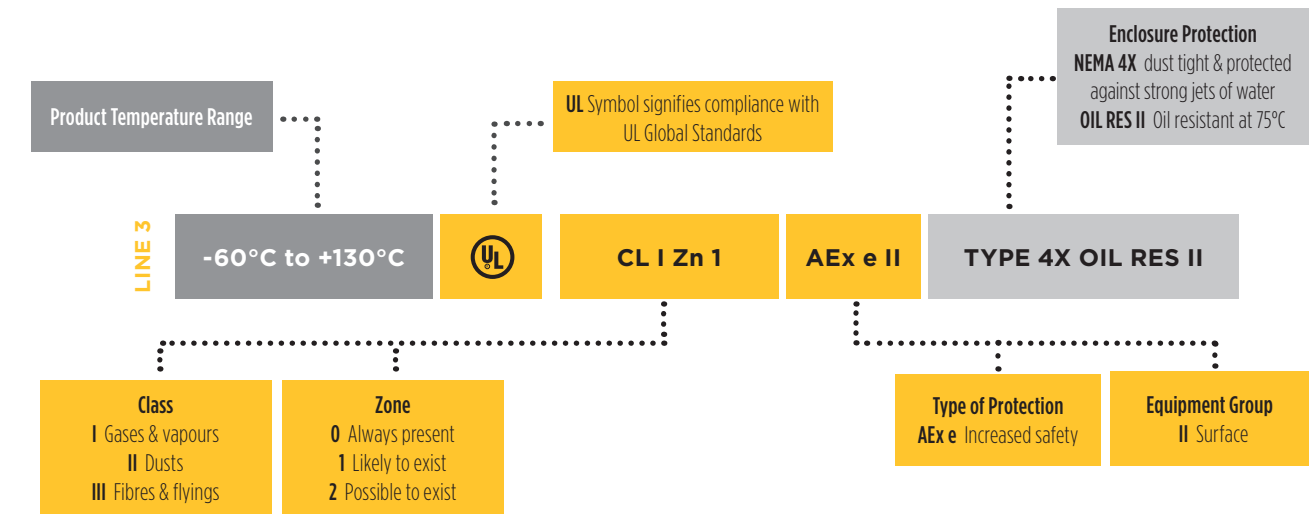 Enclosure Protection
NEMA 4X dust tight & protected
against strong jets of water
OIL RES II Oil resistant at 75°C
Product Temperature Range
UL Symbol signifies compliance with
UL Global Standards
LINE 3
-60°C to +130°C
UL
CL I Zn 1
AEx e II
TYPE 4X OIL RES II
Class
I Gases & vapours
II Dusts
III Fibres & flyings
Zone
0 Always present
1 Likely to exist
2 Possible to exist
Type of Protection
AEx e Increased safety
Equipment Group
II Surface